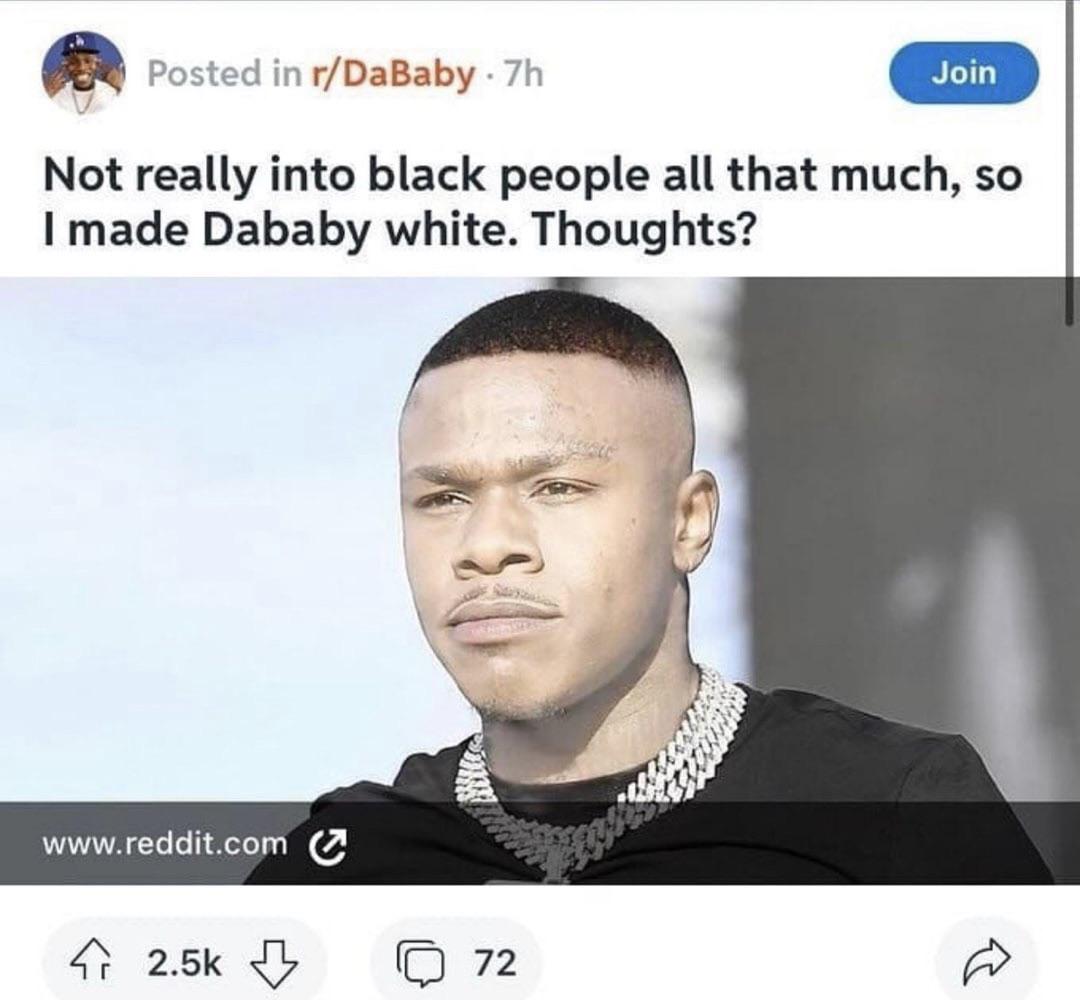 Posted in r/DaBaby · 7h
Join
Not really into black people all that much, so
I made Dababy white. Thoughts?
www.reddit.com
2.5k
72